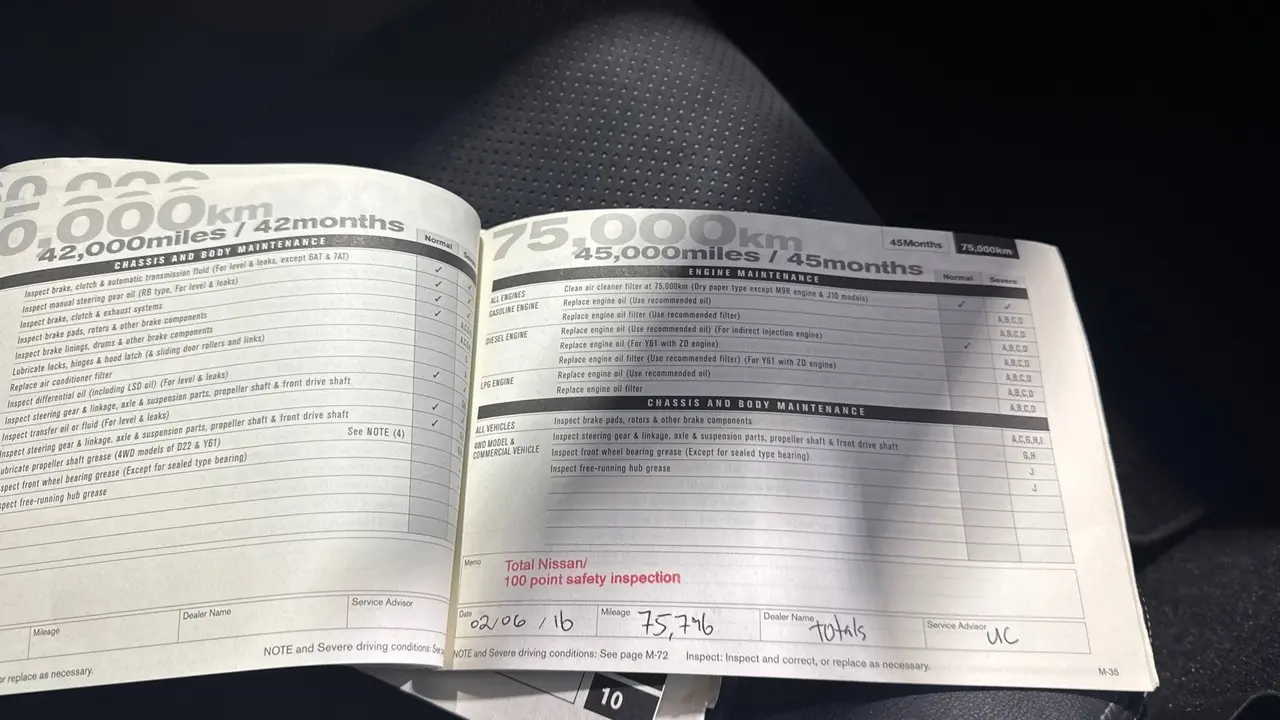 0,000km
42,000miles / 42months
CHASSIS AND BODY MAINTENANCE
Normal
Inspect brake, clutch & automatic transmission fluid (For level & leaks, except 6AT & 7AT)
Inspect manual steering gear oil (RB type, For level & leaks)
Inspect brake, clutch & exhaust systems
Inspect brake pads, rotors & other brake components
Inspect brake linings, drums & other brake components
Lubricate locks, hinges & hood latch (& sliding door rollers and links)
Replace air conditioner filter
Inspect differential oil (including LSD oil) (For level & leaks)
Inspect steering gear & linkage, axle & suspension parts, propeller shaft & front drive shaft
Inspect transfer oil or fluid (For level & leaks)
nspect steering gear & linkage, axle & suspension parts, propeller shaft & front drive shaft
ubricate propeller shaft grease (4WD models of D22 & Y61) See NOTE (4)
spect front wheel bearing grease (Except for sealed type bearing)
spect free-running hub grease
Mileage
Dealer Name
Service Advisor
NOTE and Severe driving conditions: See
or replace as necessary.
75,000km
45,000miles / 45months
45Months
75,000km
ENGINE MAINTENANCE
Normal
Severe
ALL ENGINES Clean air cleaner filter at 75,000km (Dry paper type except M9R engine & J10 models) ✓ ✓
GASOLINE ENGINE Replace engine oil (Use recommended oil) A,B,C,D
Replace engine oil filter (Use recommended filter) A,B,C,D
DIESEL ENGINE Replace engine oil (Use recommended oil) (For indirect injection engine) ✓ A,B,C,D
Replace engine oil (For Y61 with ZD engine)
Replace engine oil filter (Use recommended filter) (For Y61 with ZD engine) A,B,C,D
LPG ENGINE Replace engine oil (Use recommended oil) A,B,C,D
Replace engine oil filter A,B,C,D
CHASSIS AND BODY MAINTENANCE
ALL VEHICLES Inspect brake pads, rotors & other brake components A,C,G,H,I
4WD MODEL & COMMERCIAL VEHICLE Inspect steering gear & linkage, axle & suspension parts, propeller shaft & front drive shaft G,H
Inspect front wheel bearing grease (Except for sealed type bearing) J
Inspect free-running hub grease J
Memo
Total Nissan/
100 point safety inspection
Date 02/06/16
Mileage 75,746
Dealer Name totals
Service Advisor UC
NOTE and Severe driving conditions: See page M-72 Inspect: Inspect and correct, or replace as necessary.
M-35
10